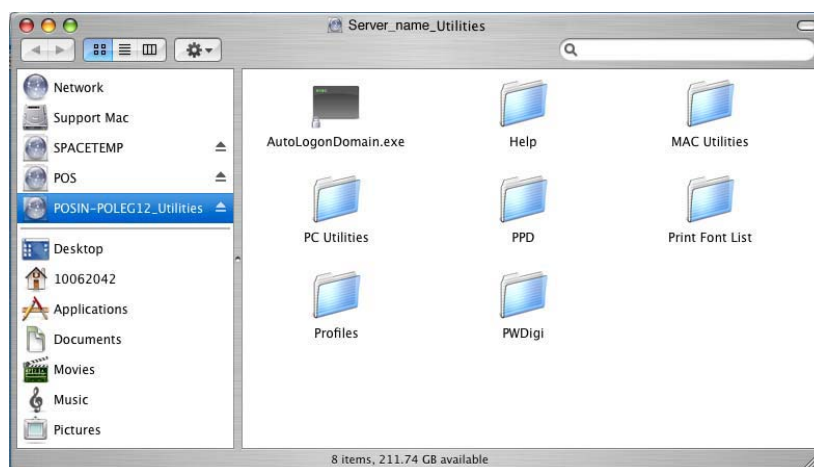 Server_name_Utilities
Network
Support Mac
SPACETEMP
POS
POSIN-POLEG12_Utilities
Desktop
10062042
Applications
Documents
Movies
Music
Pictures
AutoLogonDomain.exe
Help
MAC Utilities
PC Utilities
PPD
Print Font List
Profiles
PWDigi
8 items, 211.74 GB available